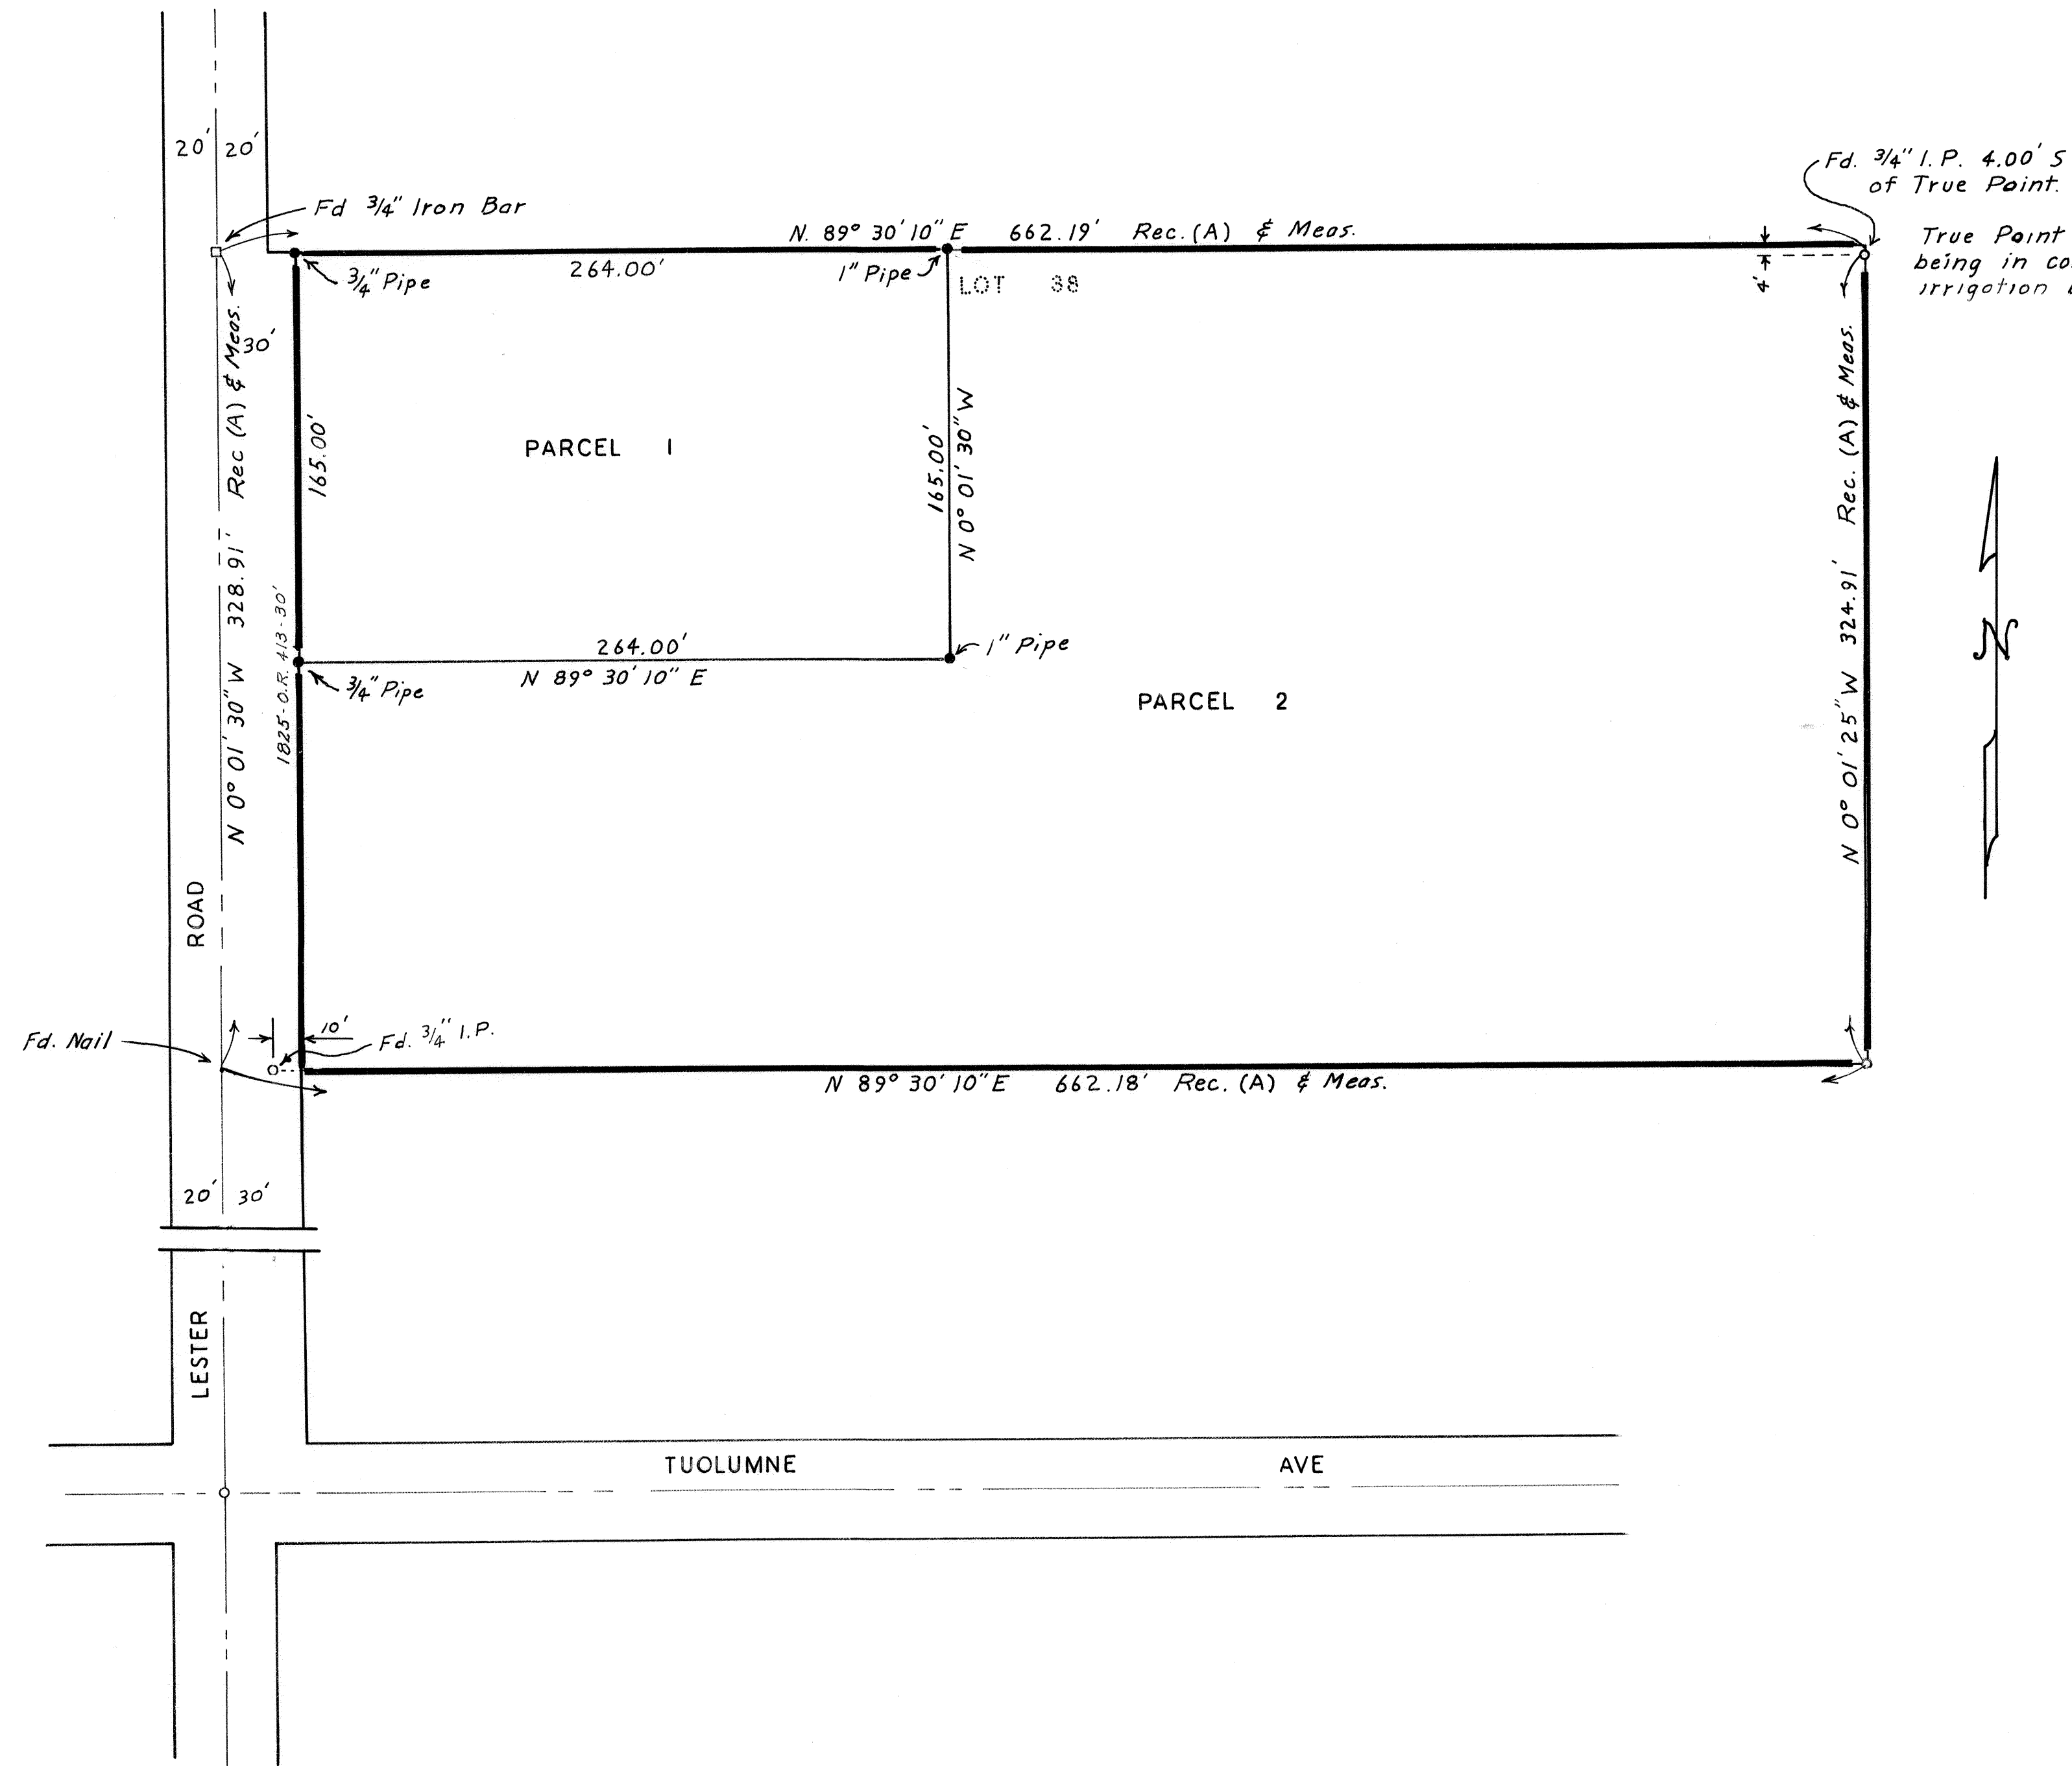 20' 20'
Fd 3/4" Iron Bar
Fd. 3/4" I.P. 4.00' S
of True Point.
True Point
being in
irrigation
N. 89° 30' 10" E 662.19' Rec. (A) & Meas.
264.00'
3/4" Pipe
1" Pipe
LOT 38
4'
30'
N 0° 01' 30" W 328.91' Rec (A) & Meas.
165.00'
PARCEL 1
165.00'
N 0° 01' 30" W
N 0° 01' 25" W 324.91' Rec. (A) & Meas.
1825-O.R. 413-30'
264.00'
N 89° 30' 10" E
3/4" Pipe
1" Pipe
PARCEL 2
N
ROAD
Fd. Nail
10'
Fd. 3/4" I.P.
N 89° 30' 10" E 662.18' Rec. (A) & Meas.
20' 30'
LESTER
TUOLUMNE AVE